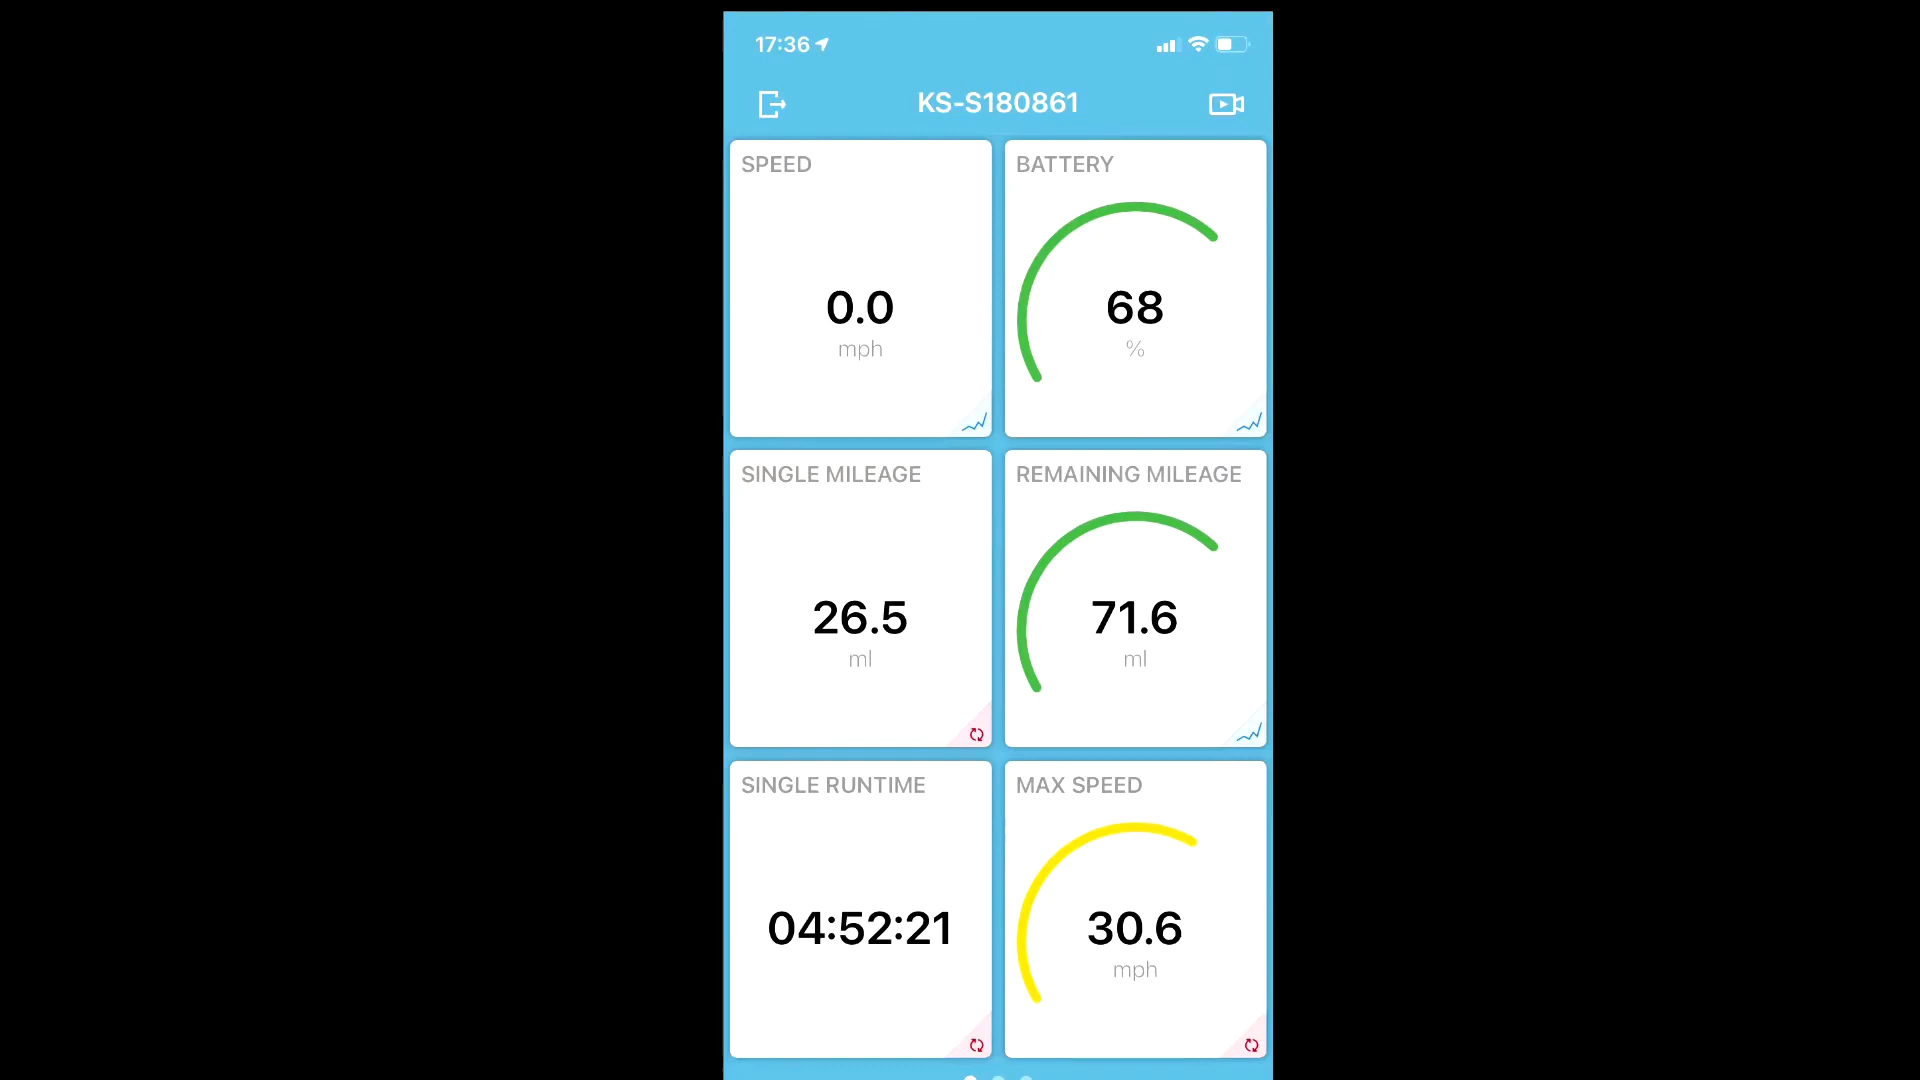 17:36
KS-S180861
SPEED
0.0
mph
BATTERY
68
%
SINGLE MILEAGE
26.5
ml
REMAINING MILEAGE
71.6
ml
SINGLE RUNTIME
04:52:21
MAX SPEED
30.6
mph